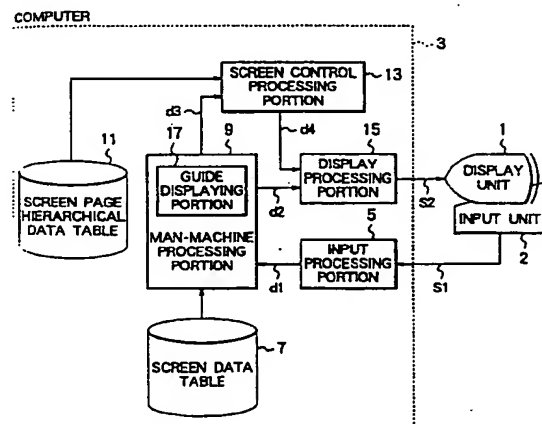 COMPUTER
3
SCREEN CONTROL
PROCESSING
PORTION
13
d3
d4
11
17
9
15
1
GUIDE
DISPLAYING
PORTION
DISPLAY
PROCESSING
PORTION
DISPLAY
UNIT
d2
S2
SCREEN PAGE
HIERARCHICAL
DATA TABLE
MAN-MACHINE
PROCESSING
PORTION
5
INPUT UNIT
INPUT
PROCESSING
PORTION
2
d1
S1
SCREEN DATA
TABLE
7